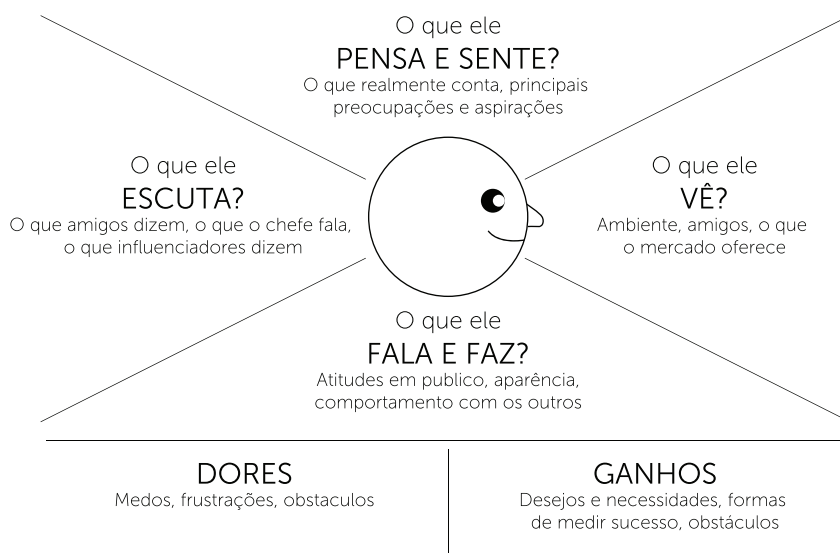 O que ele
PENSA E SENTE?
O que realmente conta, principais
preocupações e aspirações
O que ele
ESCUTA?
O que amigos dizem, o que o chefe fala,
o que influenciadores dizem
O que ele
VÊ?
Ambiente, amigos, o que
o mercado oferece
O que ele
FALA E FAZ?
Atitudes em publico, aparência,
comportamento com os outros
DORES
Medos, frustrações, obstaculos
GANHOS
Desejos e necessidades, formas
de medir sucesso, obstáculos